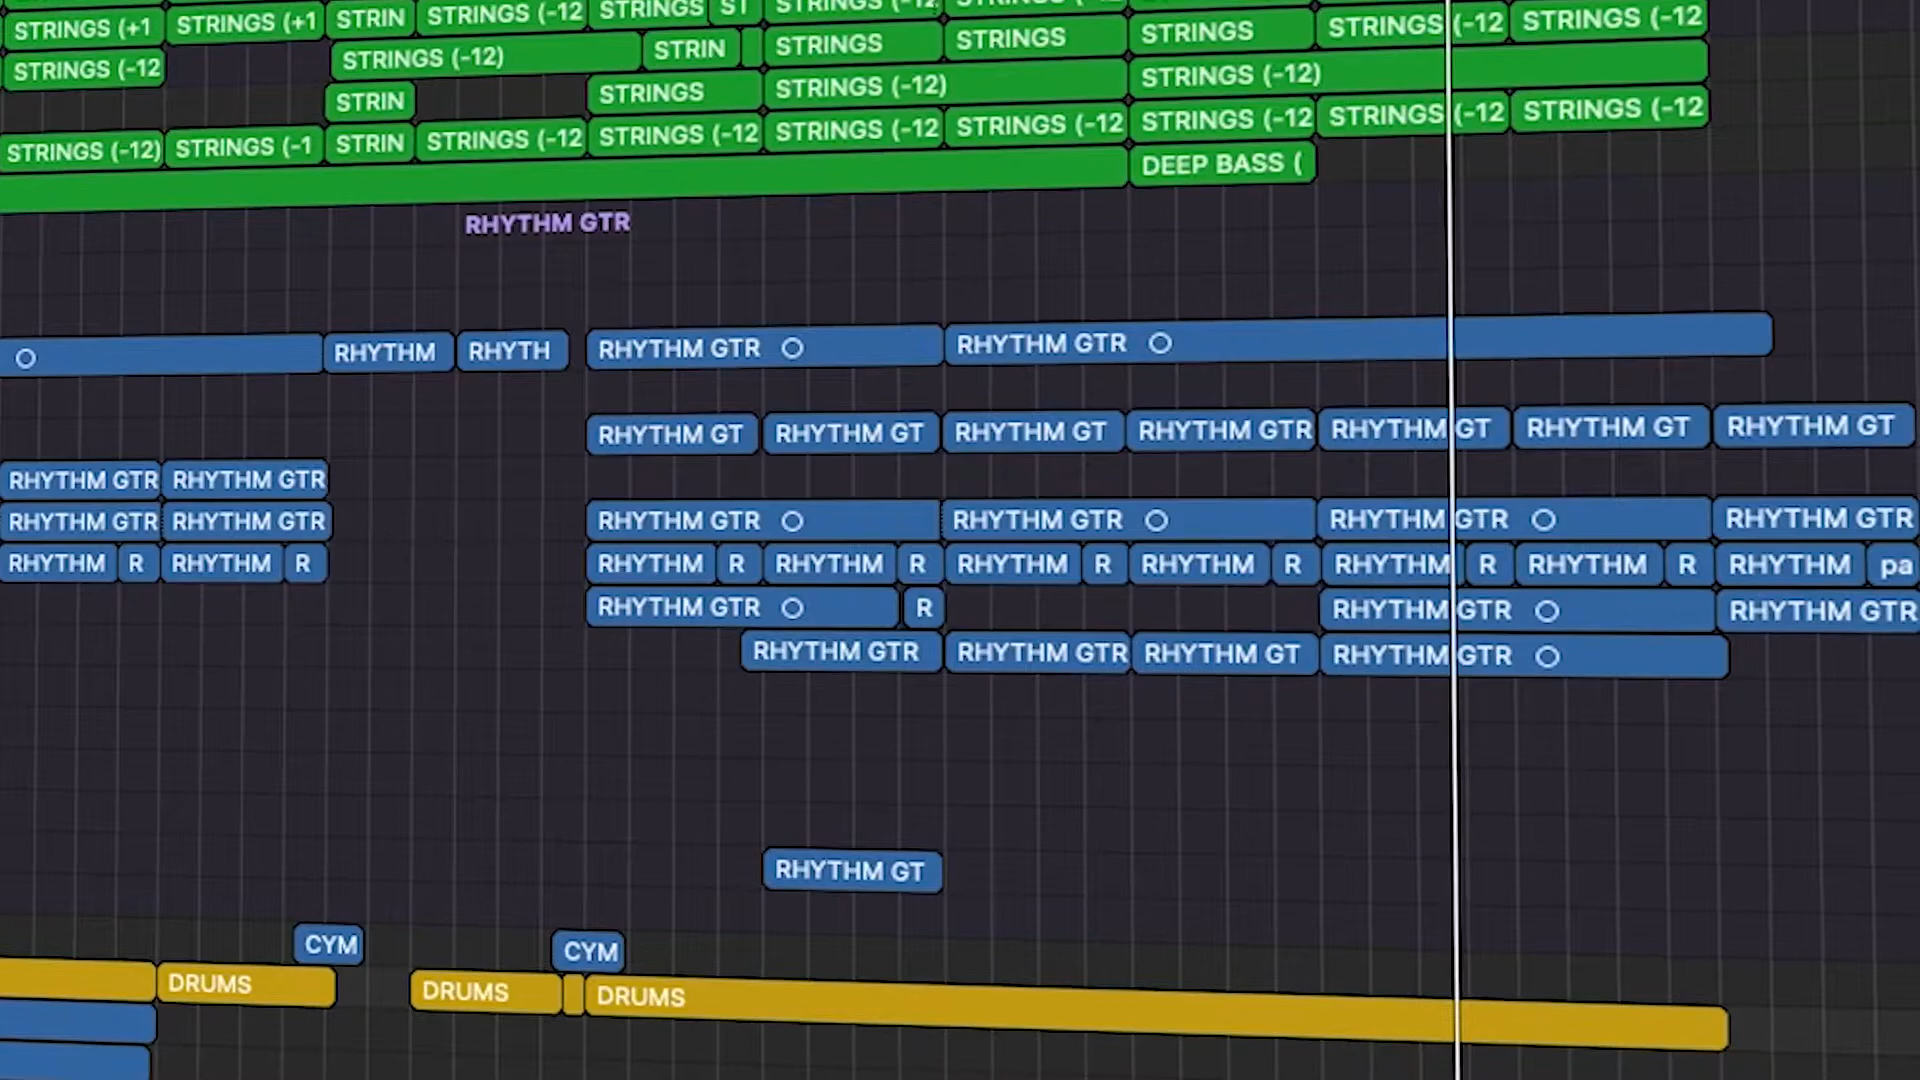 STRINGS (+1 STRINGS (+1 STRIN STRINGS (-12 STRINGS ST STRINGS (-12 STRINGS STRINGS (-12 STRINGS (-12
STRINGS (-12 STRINGS (-12) STRIN STRINGS STRINGS
STRIN STRINGS STRINGS (-12) STRINGS (-12)
STRINGS (-12) STRINGS (-1 STRIN STRINGS (-12 STRINGS (-12 STRINGS (-12 STRINGS (-12 STRINGS (-12 STRINGS (-12 STRINGS (-12
DEEP BASS (
RHYTHM GTR
RHYTHM RHYTH RHYTHM GTR RHYTHM GTR
RHYTHM GT RHYTHM GT RHYTHM GT RHYTHM GTR RHYTHM GT RHYTHM GT RHYTHM GT
RHYTHM GTR RHYTHM GTR
RHYTHM GTR RHYTHM GTR RHYTHM GTR RHYTHM GTR RHYTHM GTR RHYTHM GTR
RHYTHM R RHYTHM R RHYTHM R RHYTHM R RHYTHM R RHYTHM R RHYTHM R RHYTHM R RHYTHM pa
RHYTHM GTR R RHYTHM GTR RHYTHM GTR
RHYTHM GTR RHYTHM GTR RHYTHM GT RHYTHM GTR
RHYTHM GT
CYM CYM
DRUMS DRUMS DRUMS